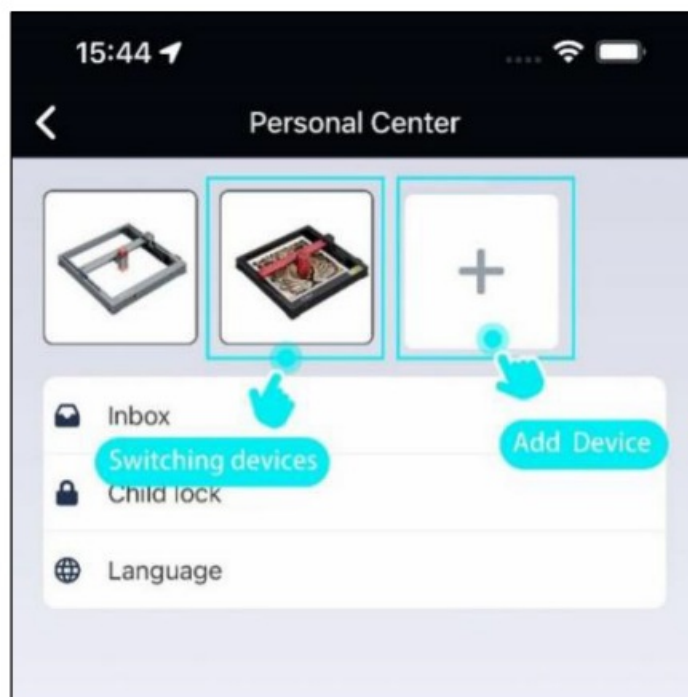 15:44
Personal Center
Inbox
Add Device
Switching devices
Child lock
Language